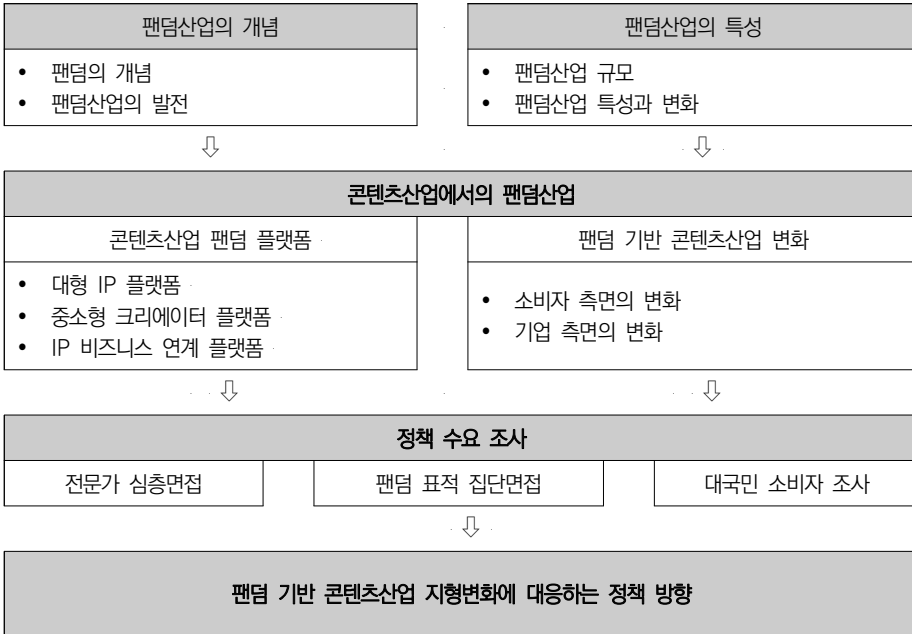 팬덤산업의 개념
• 팬덤의 개념
• 팬덤산업의 발전
팬덤산업의 특성
• 팬덤산업 규모
• 팬덤산업 특성과 변화
콘텐츠산업에서의 팬덤산업
콘텐츠산업 팬덤 플랫폼
• 대형 IP 플랫폼
• 중소형 크리에이터 플랫폼
• IP 비즈니스 연계 플랫폼
팬덤 기반 콘텐츠산업 변화
• 소비자 측면의 변화
• 기업 측면의 변화
정책 수요 조사
전문가 심층면접
팬덤 표적 집단면접
대국민 소비자 조사
팬덤 기반 콘텐츠산업 지형변화에 대응하는 정책 방향